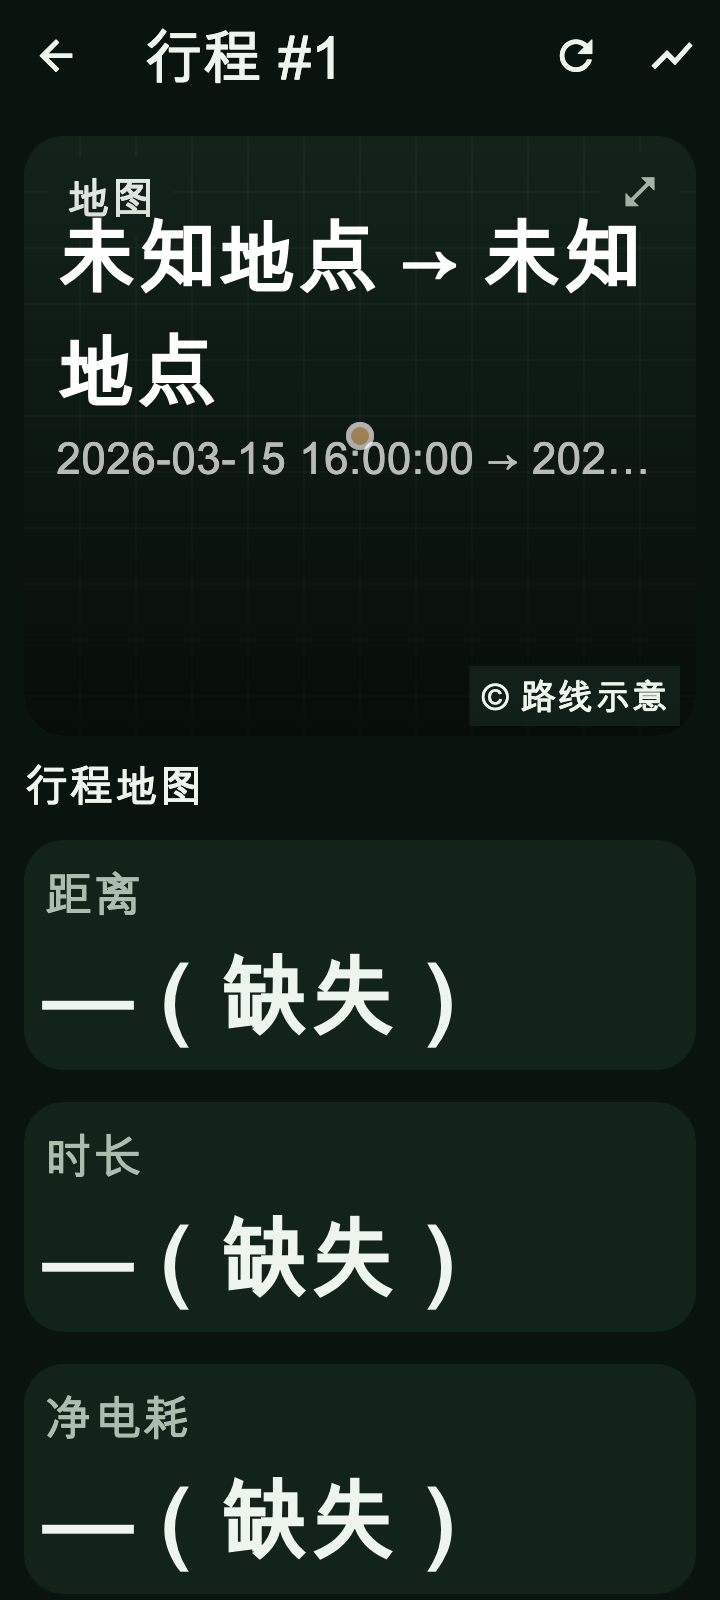 行程 #1
地图
未知地点 → 未知
地点
2026-03-15 16:00:00 → 202…
© 路线示意
行程地图
距离
—（缺失）
时长
—（缺失）
净电耗
—（缺失）